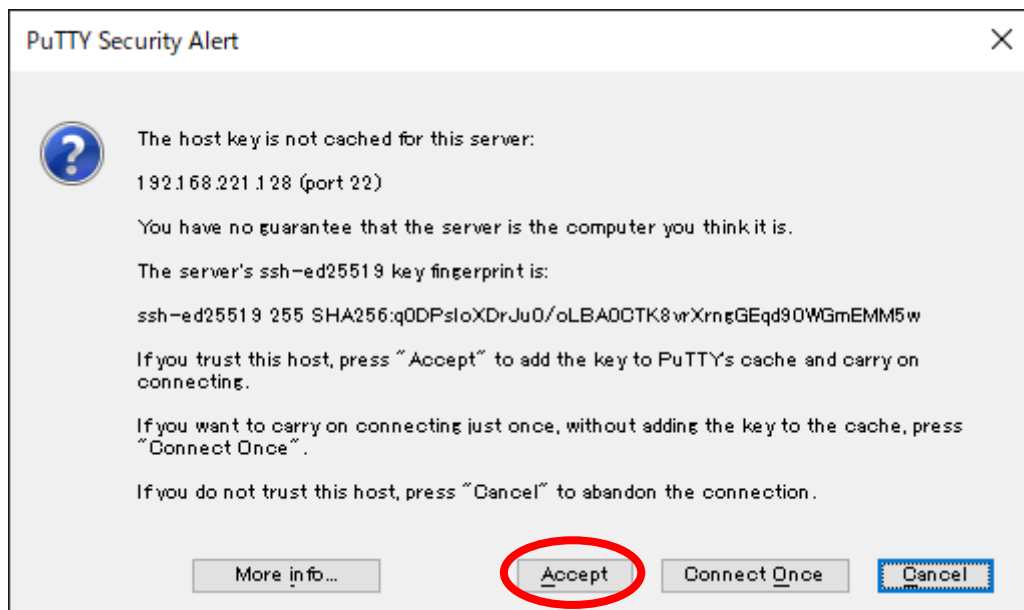 PuTTY Security Alert
The host key is not cached for this server:
192.168.221.128 (port 22)
You have no guarantee that the server is the computer you think it is.
The server's ssh-ed25519 key fingerprint is:
ssh-ed25519 255 SHA256:q0DPsloXDrJu0/oLBA0CTK8vrXrngGEqd90WGmEMM5w
If you trust this host, press "Accept" to add the key to PuTTY's cache and carry on
connecting.
If you want to carry on connecting just once, without adding the key to the cache, press
"Connect Once".
If you do not trust this host, press "Cancel" to abandon the connection.
More info... Accept Connect Once Cancel